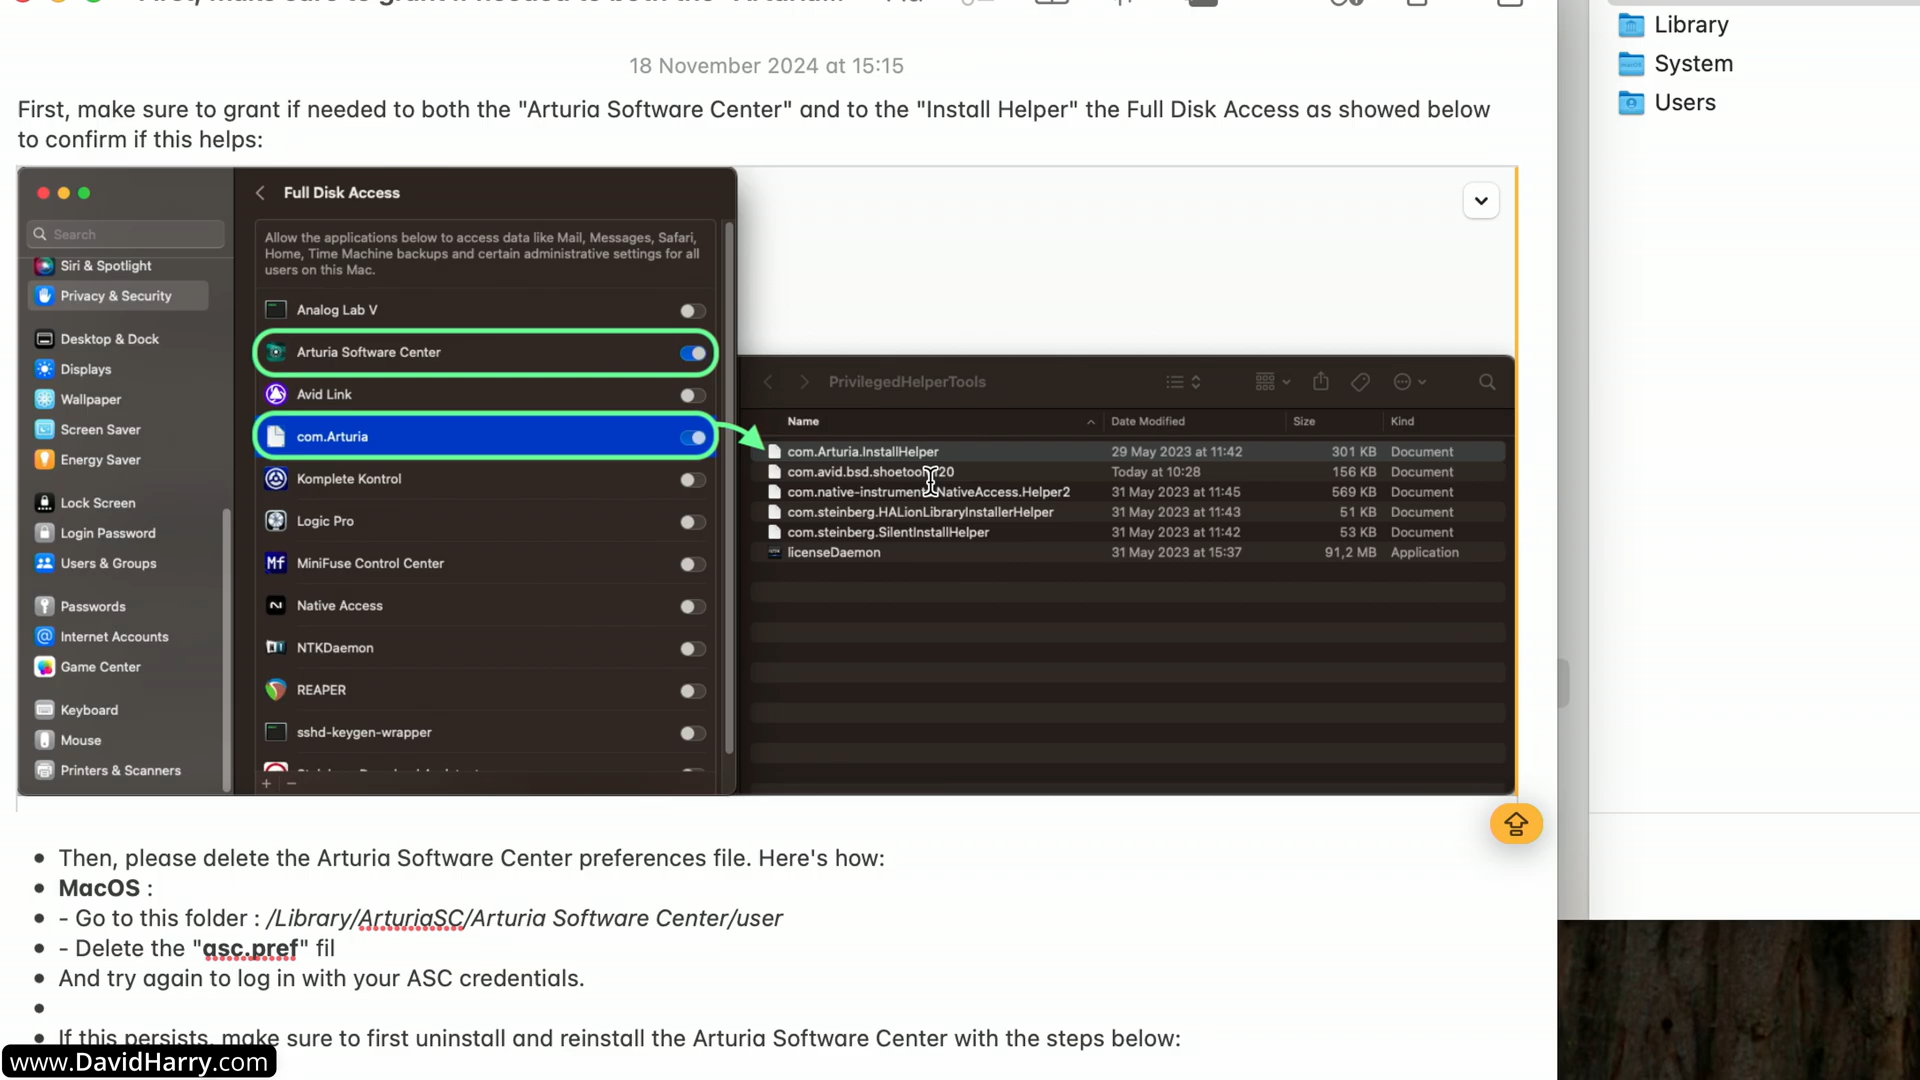 18 November 2024 at 15:15
First, make sure to grant if needed to both the "Arturia Software Center" and to the "Install Helper" the Full Disk Access as showed below
to confirm if this helps:
Library
System
Users
Full Disk Access
Search
Allow the applications below to access data like Mail, Messages, Safari,
Home, Time Machine backups and certain administrative settings for all
users on this Mac.
Siri & Spotlight
Privacy & Security
Desktop & Dock
Displays
Wallpaper
Screen Saver
Energy Saver
Lock Screen
Login Password
Users & Groups
Passwords
Internet Accounts
Game Center
Keyboard
Mouse
Printers & Scanners
Analog Lab V
Arturia Software Center
Avid Link
com.Arturia
Komplete Kontrol
Logic Pro
MiniFuse Control Center
Native Access
NTKDaemon
REAPER
sshd-keygen-wrapper
PrivilegedHelperTools
Name Date Modified Size Kind
com.Arturia.InstallHelper 29 May 2023 at 11:42 301 KB Document
com.avid.bsd.shoetool 20 Today at 10:28 156 KB Document
com.native-instrument NativeAccess.Helper2 31 May 2023 at 11:45 569 KB Document
com.steinberg.HALionLibraryInstallerHelper 31 May 2023 at 11:43 51 KB Document
com.steinberg.SilentInstallHelper 31 May 2023 at 11:42 53 KB Document
licenseDaemon 31 May 2023 at 15:37 91,2 MB Application
• Then, please delete the Arturia Software Center preferences file. Here's how:
• MacOS :
• - Go to this folder : /Library/ArturiaSC/Arturia Software Center/user
• - Delete the "asc.pref" fil
• And try again to log in with your ASC credentials.
•
• If this persists, make sure to first uninstall and reinstall the Arturia Software Center with the steps below:
www.DavidHarry.com